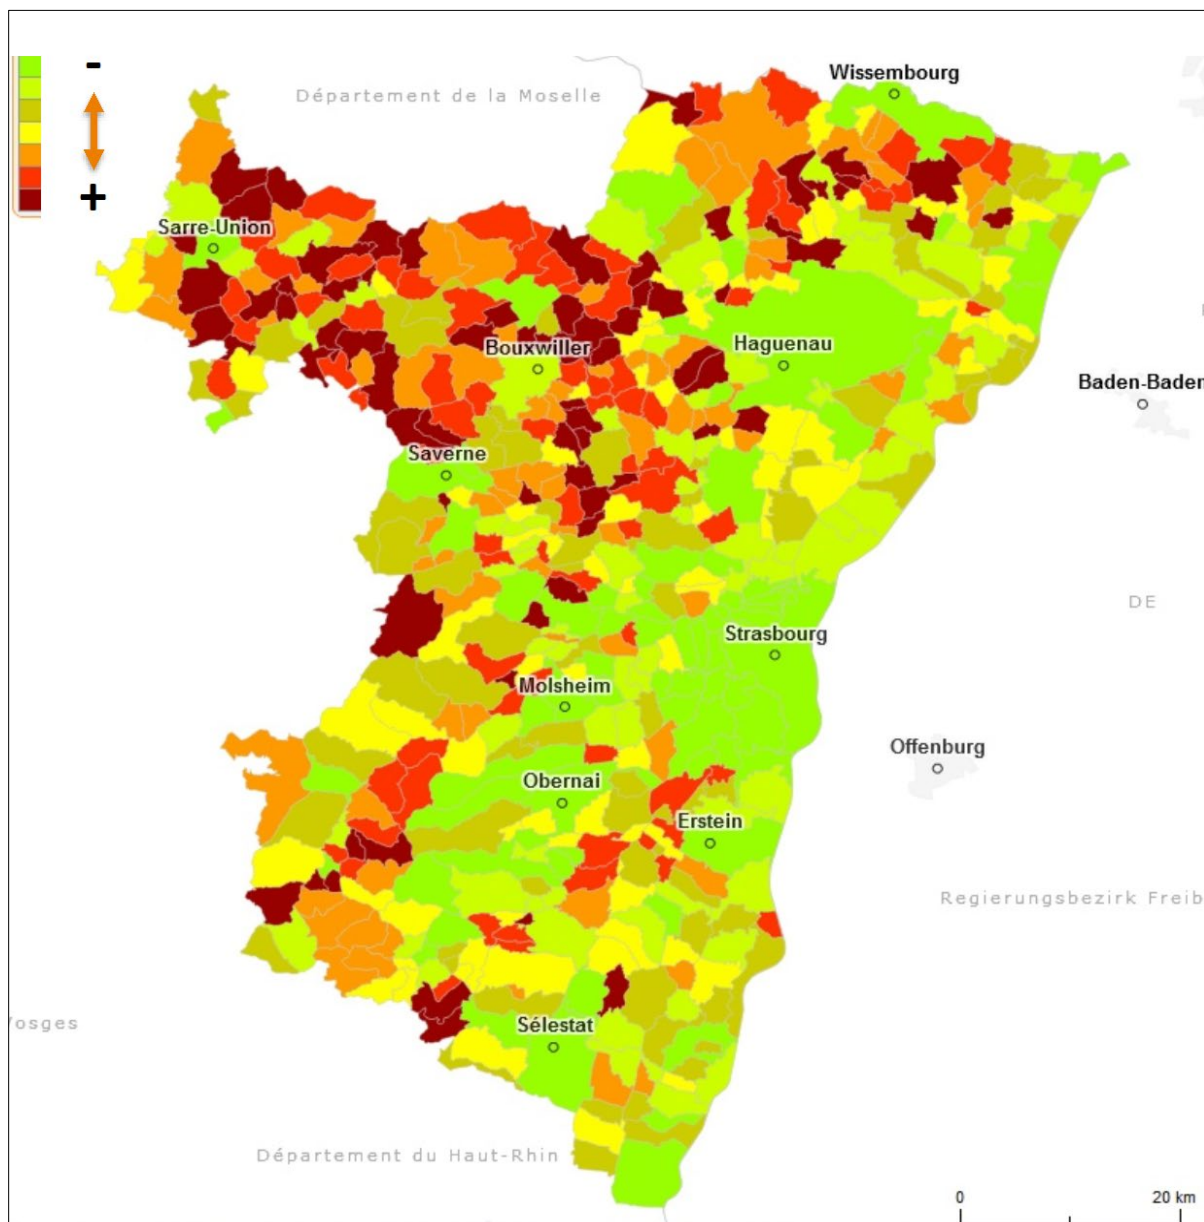 -
+
Wissembourg
Département de la Moselle
Sarre-Union
Bouxwiller
Haguenau
Baden-Baden
Saverne
DE
Strasbourg
Molsheim
Offenburg
Obernai
Erstein
Regierungsbezirk Freib
Vosges
Sélestat
Département du Haut-Rhin
0 20 km